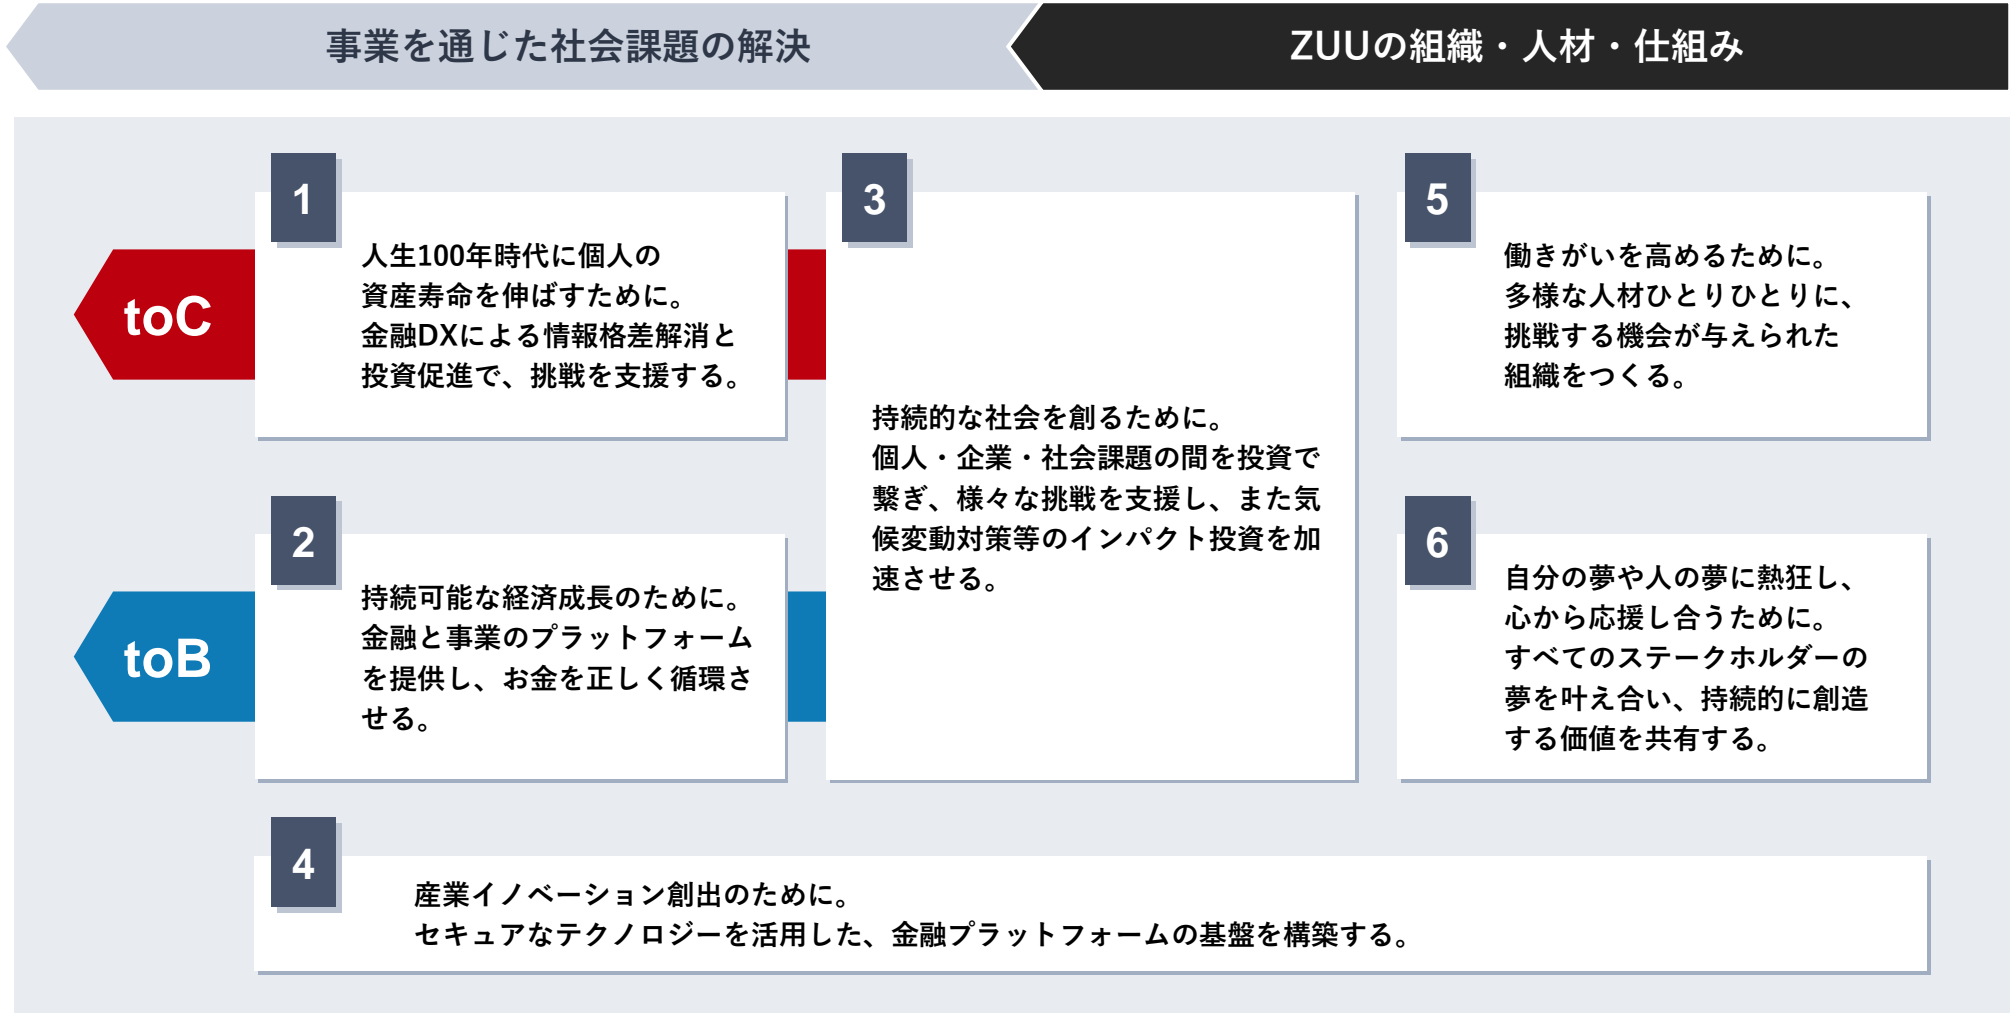 事業を通じた社会課題の解決
ZUUの組織・人材・仕組み
toC
1
人生100年時代に個人の
資産寿命を伸ばすために。
金融DXによる情報格差解消と
投資促進で、挑戦を支援する。
toB
2
持続可能な経済成長のために。
金融と事業のプラットフォーム
を提供し、お金を正しく循環さ
せる。
3
持続的な社会を創るために。
個人・企業・社会課題の間を投資で
繋ぎ、様々な挑戦を支援し、また気
候変動対策等のインパクト投資を加
速させる。
4
産業イノベーション創出のために。
セキュアなテクノロジーを活用した、金融プラットフォームの基盤を構築する。
5
働きがいを高めるために。
多様な人材ひとりひとりに、
挑戦する機会が与えられた
組織をつくる。
6
自分の夢や人の夢に熱狂し、
心から応援し合うために。
すべてのステークホルダーの
夢を叶え合い、持続的に創造
する価値を共有する。